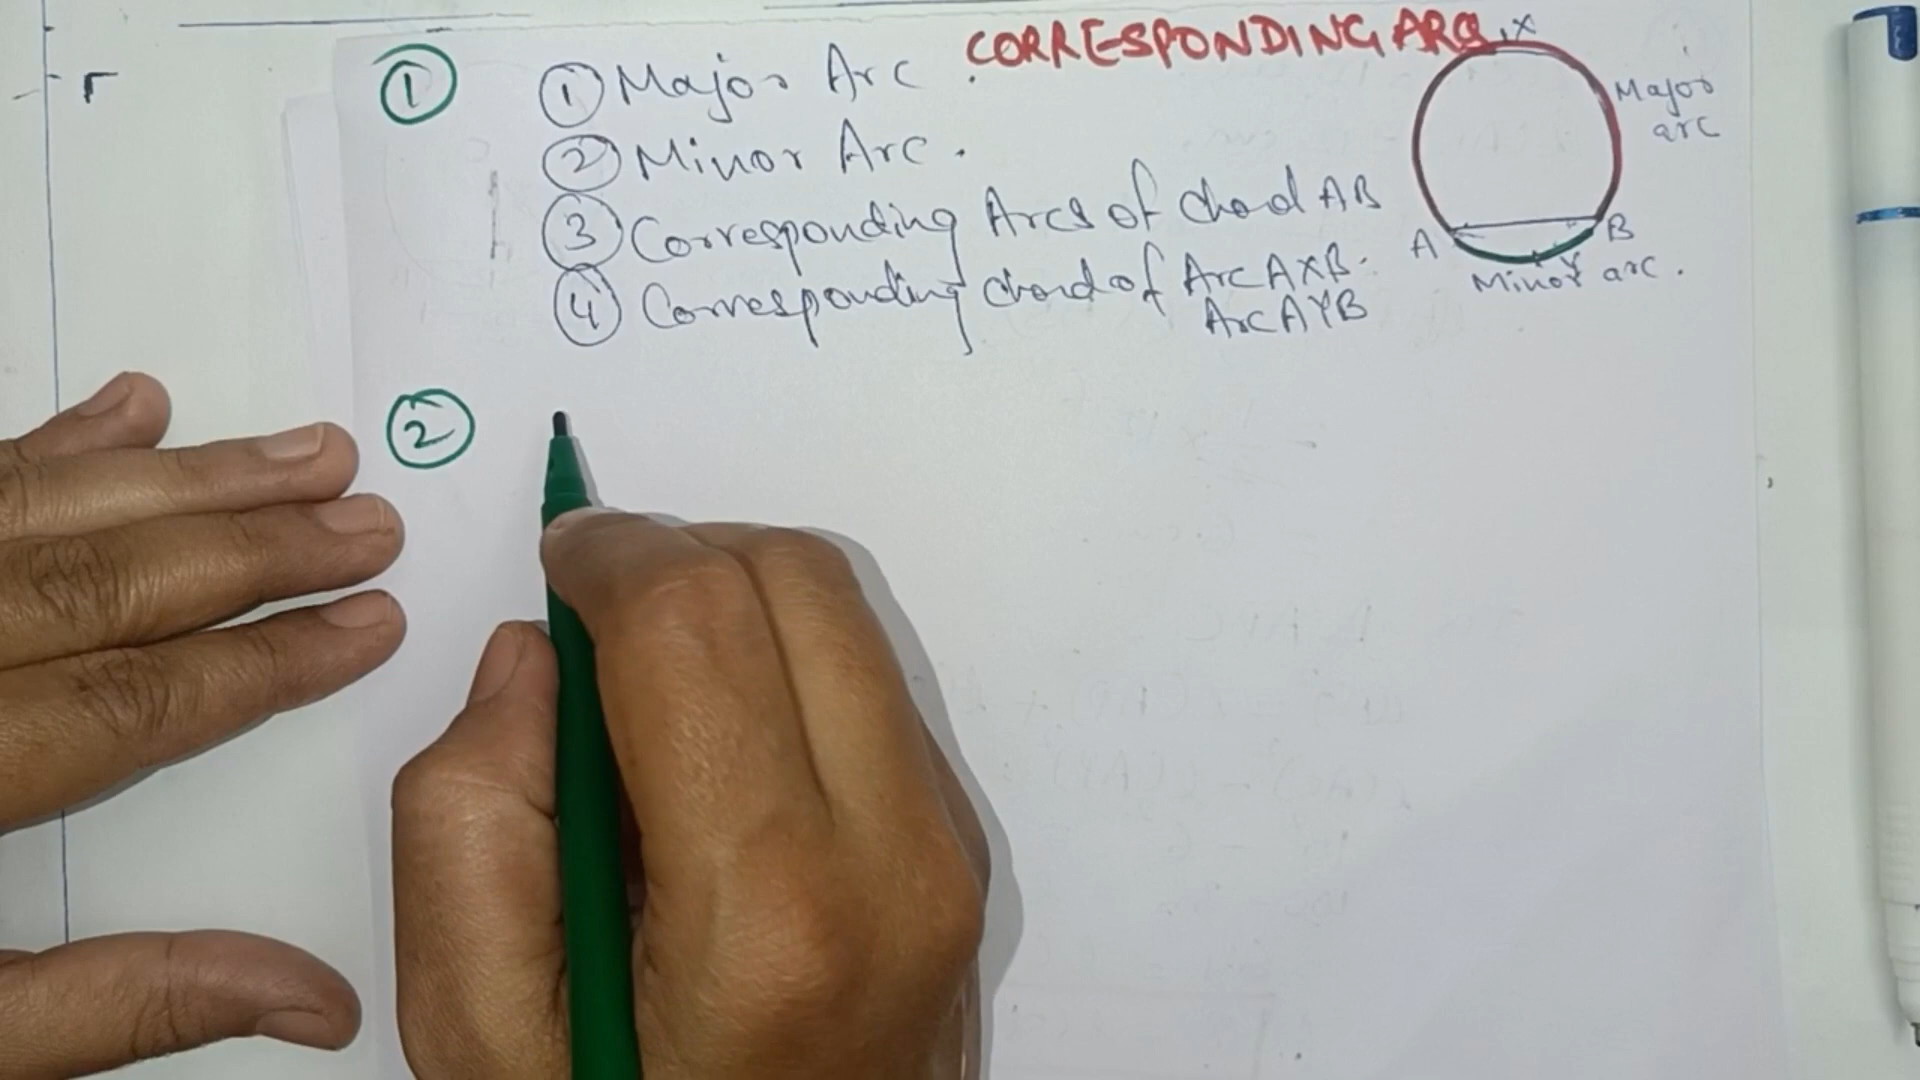 CORRESPONDING ARC
① ① Major Arc .
② Minor Arc .
③ Corresponding Arcs of chord AB
④ Corresponding chord of Arc AXB.
Arc AYB
X
Major
arc
A
B
Y
Minor arc .
②
r